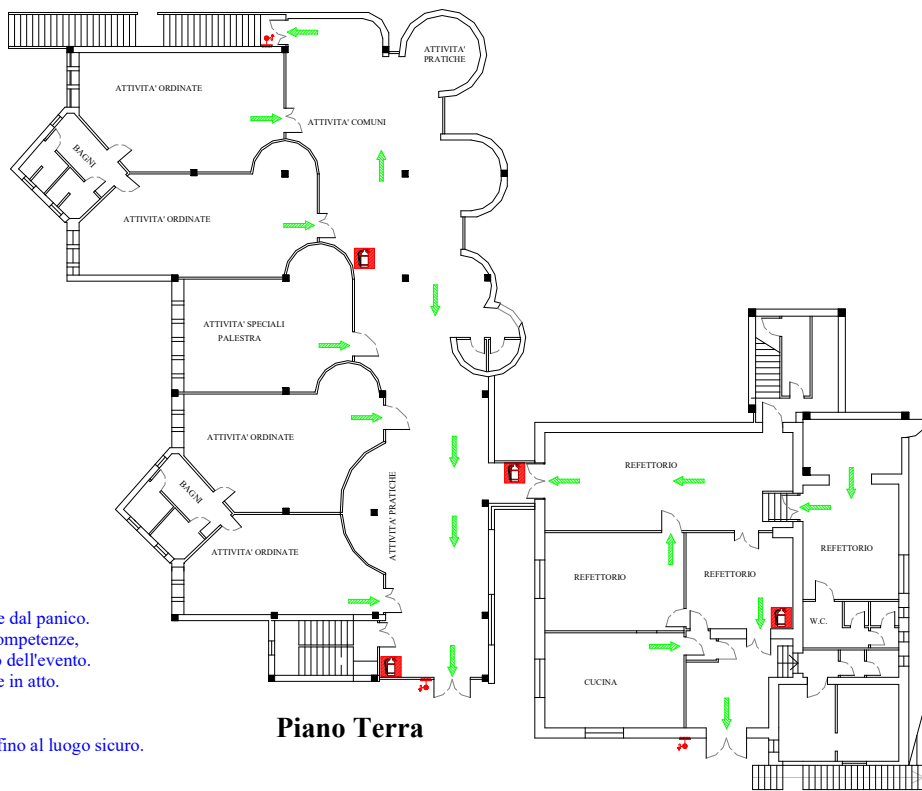 ATTIVITA'
PRATICHE
ATTIVITA' ORDINATE
ATTIVITA' COMUNI
BAGNI
ATTIVITA' ORDINATE
ATTIVITA' SPECIALI
PALESTRA
ATTIVITA' ORDINATE
REFETTORIO
BAGNI
ATTIVITA' PRATICHE
ATTIVITA' ORDINATE
REFETTORIO
REFETTORIO
REFETTORIO
W.C.
CUCINA
e dal panico.
ompetenze,
o dell'evento.
e in atto.
fino al luogo sicuro.
Piano Terra